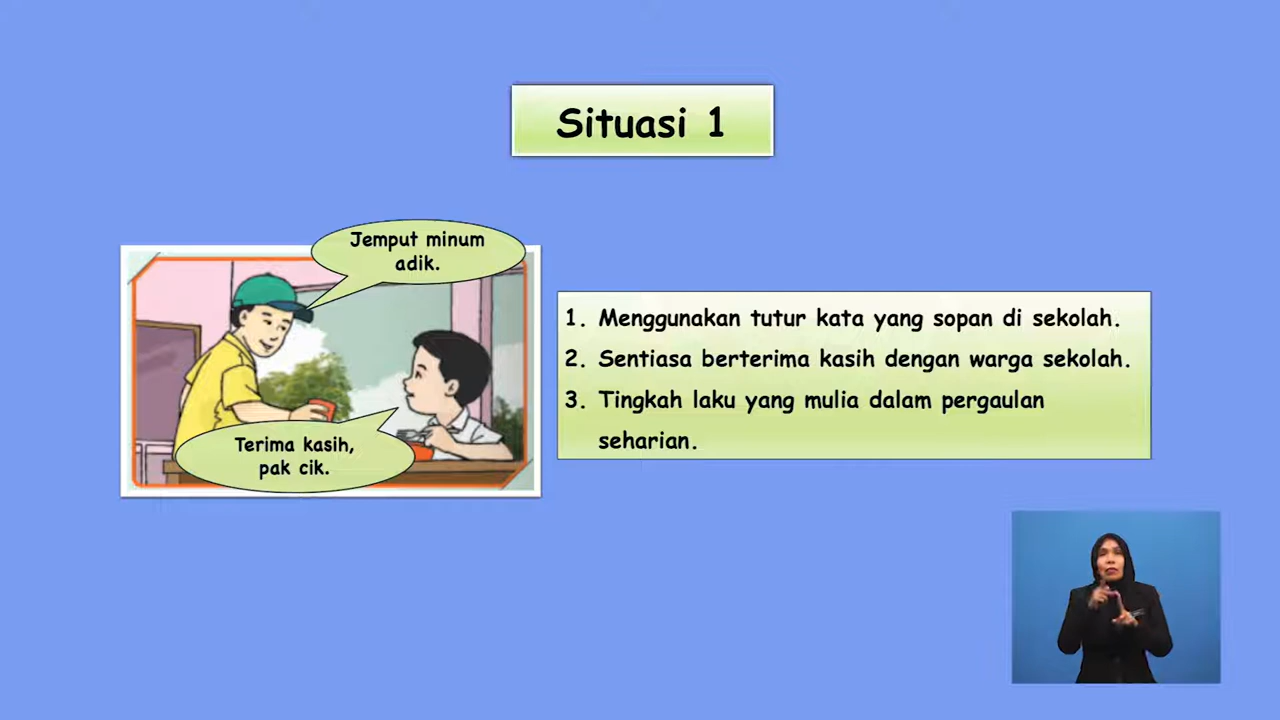 Situasi 1
Jemput minum
adik.
Terima kasih,
pak cik.
1. Menggunakan tutur kata yang sopan di sekolah.
2. Sentiasa berterima kasih dengan warga sekolah.
3. Tingkah laku yang mulia dalam pergaulan
seharian.